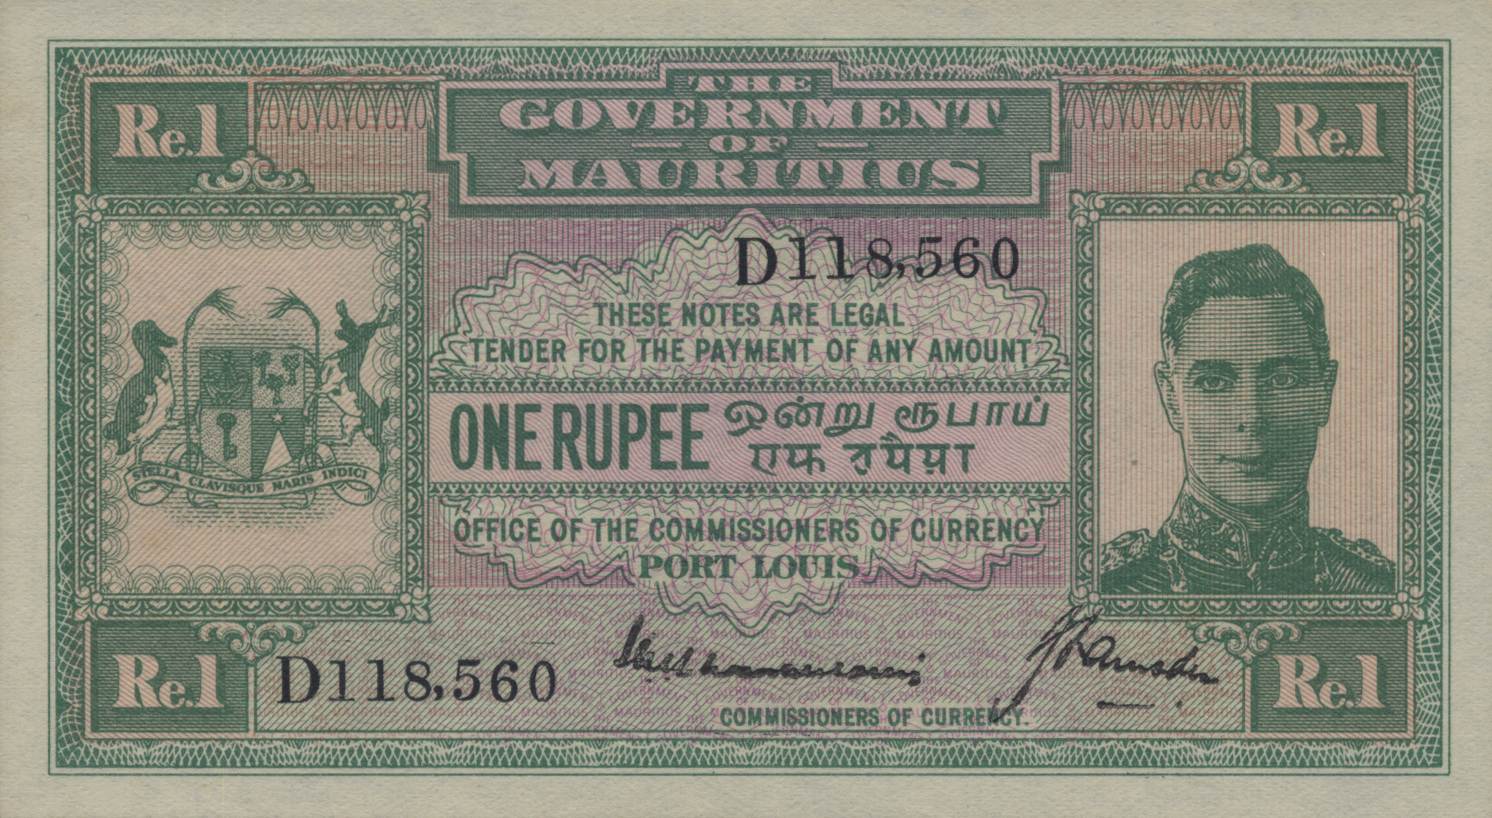 Re.1
THE
GOVERNMENT
— OF —
MAURITIUS
Re.1
D118,560
THESE NOTES ARE LEGAL
TENDER FOR THE PAYMENT OF ANY AMOUNT
ONE RUPEE
ஒன்று ரூபாய்
एक रुपैया
STELLA CLAVISQUE MARIS INDICI
OFFICE OF THE COMMISSIONERS OF CURRENCY
PORT LOUIS
Re.1
D118,560
COMMISSIONERS OF CURRENCY.
Re.1